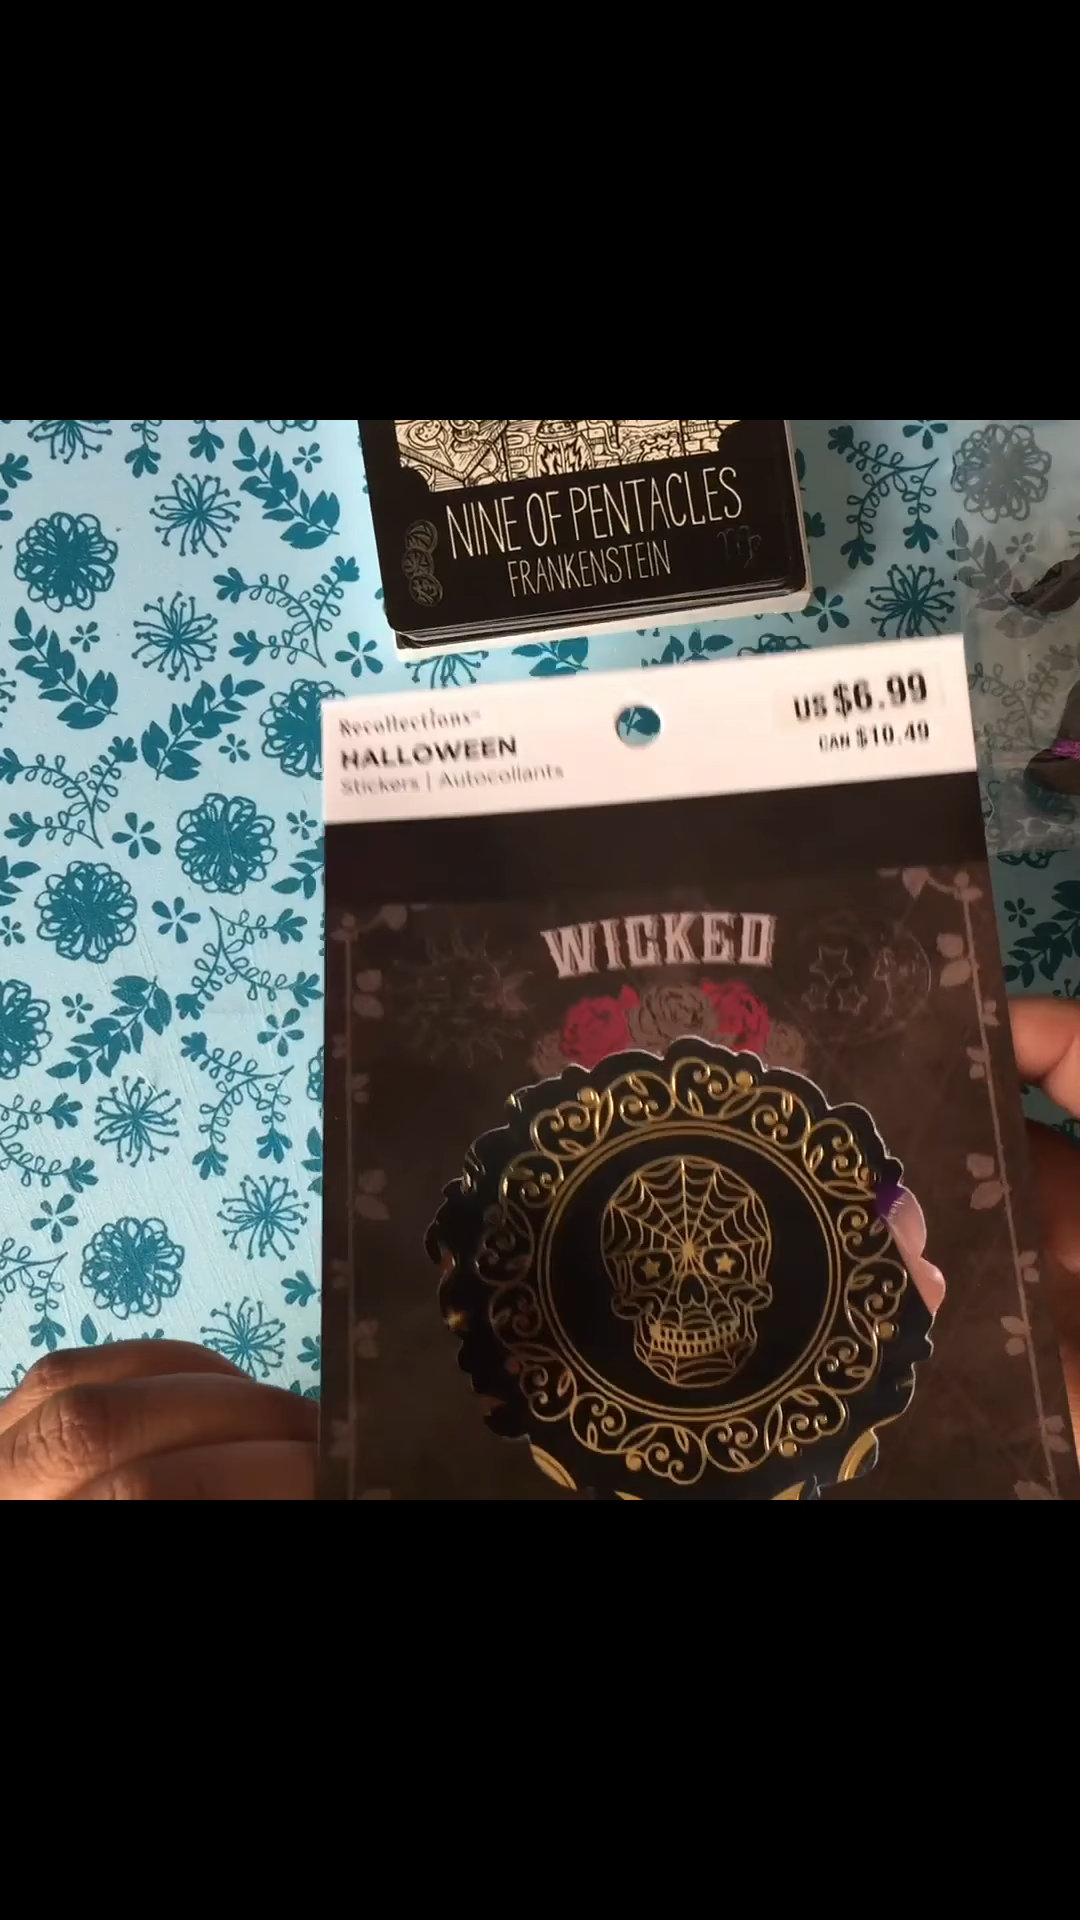 NINE OF PENTACLES
FRANKENSTEIN
Recollections®
HALLOWEEN
Stickers | Autocollants
US $6.99
CAN $10.49
WICKED